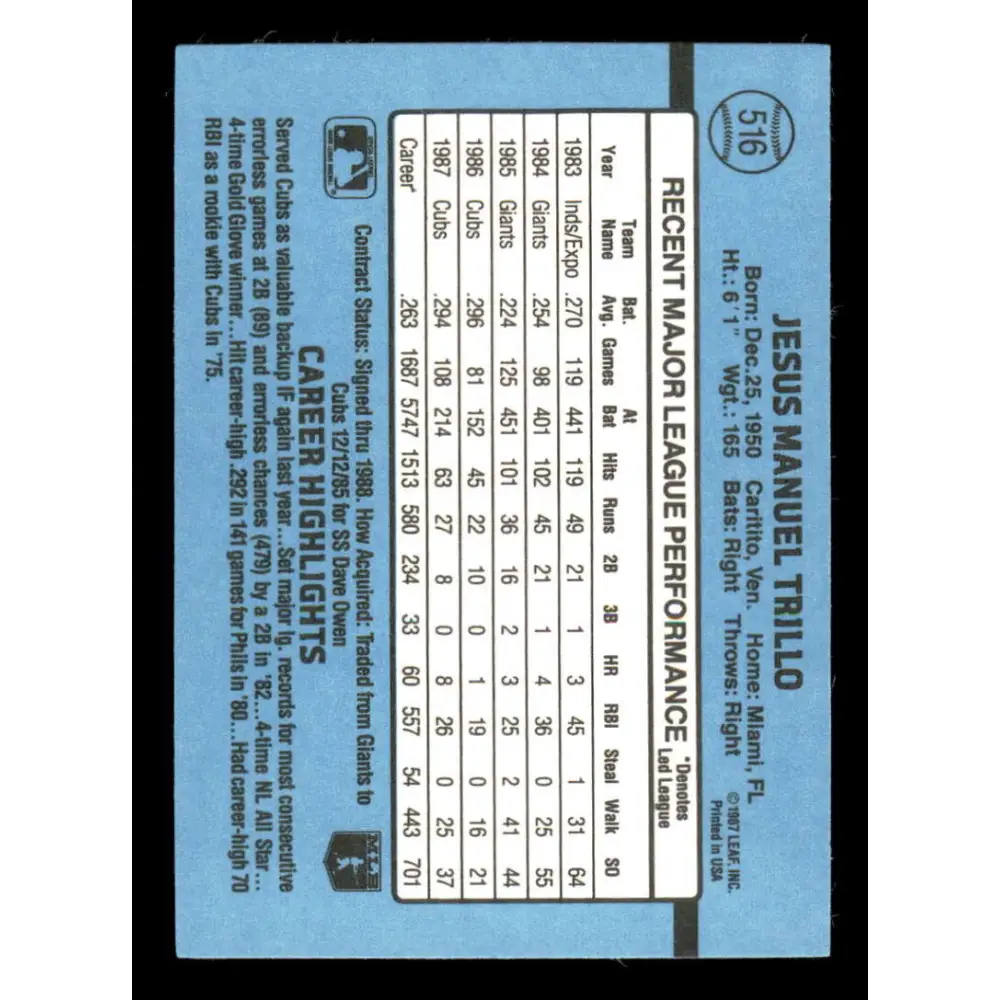 516
JESUS MANUEL TRILLO
Born: Dec. 25, 1950 Caritito, Ven. Home: Miami, FL
Ht.: 6'1" Wgt.: 165 Bats: Right Throws: Right
© 1987 LEAF, INC.
Printed in USA
RECENT MAJOR LEAGUE PERFORMANCE *Denotes Led League
Year Team Name Bat. Avg. Games At Bat Hits Runs 2B 3B HR RBI Steal Walk SO
1983 Inds/Expo .270 119 441 119 49 21 1 3 45 1 31 64
1984 Giants .254 98 401 102 45 21 1 4 36 0 25 55
1985 Giants .224 125 451 101 36 16 2 3 25 2 41 44
1986 Cubs .296 81 152 45 22 10 0 1 19 0 16 21
1987 Cubs .294 108 214 63 27 8 0 8 26 0 25 37
Career* .263 1687 5747 1513 580 234 33 60 557 54 443 701
Contract Status: Signed thru 1988. How Acquired: Traded from Giants to
Cubs 12/12/85 for SS Dave Owen
MLB
CAREER HIGHLIGHTS
Served Cubs as valuable backup IF again last year...Set major lg. records for most consecutive
errorless games at 2B (89) and errorless chances (479) by a 2B in '82...4-time NL All Star...
4-time Gold Glove winner...Hit career-high .292 in 141 games for Phils in '80...Had career-high 70
RBI as a rookie with Cubs in '75.